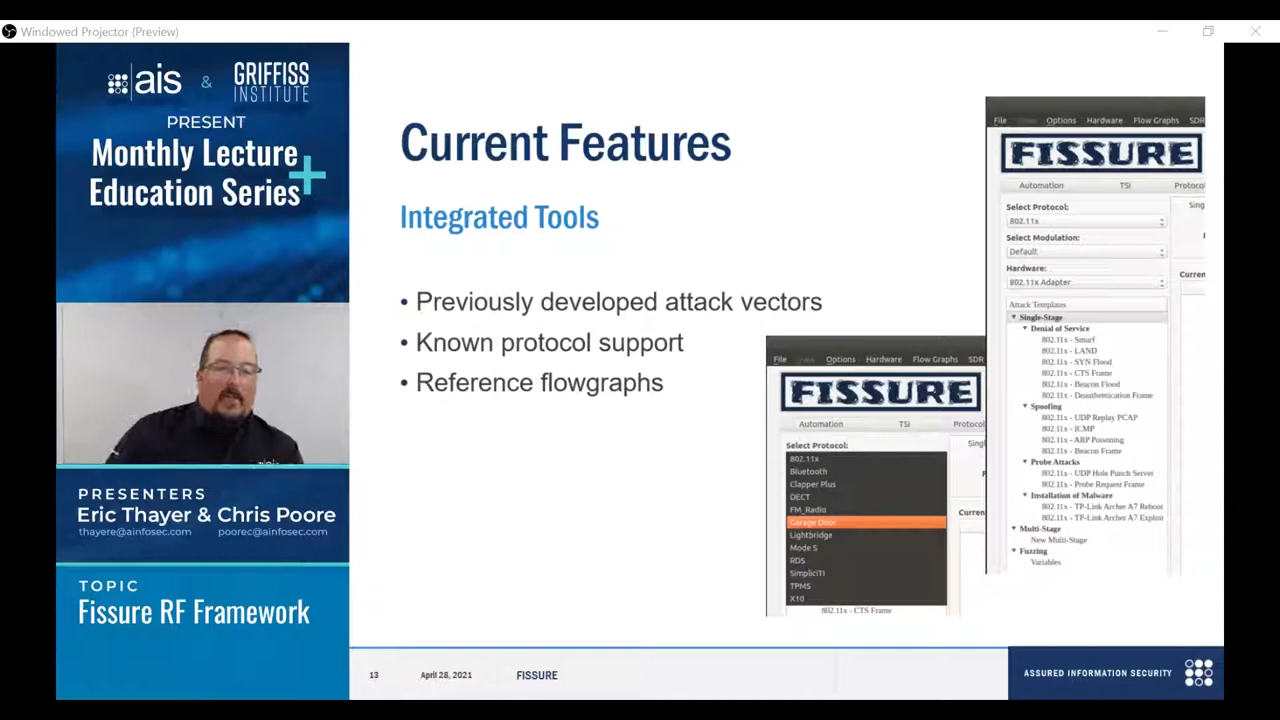 Windowed Projector (Preview)
ais & GRIFFISS INSTITUTE
PRESENT
Monthly Lecture
Education Series+
PRESENTERS
Eric Thayer & Chris Poore
thayere@ainfosec.com poorec@ainfosec.com
TOPIC
Fissure RF Framework
Current Features
Integrated Tools
• Previously developed attack vectors
• Known protocol support
• Reference flowgraphs
File Options Hardware Flow Graphs SDR
FISSURE
Automation TSI Protocol
Select Protocol:
802.11x
Bluetooth
Clapper Plus
DECT
FM_Radio
Garage Door
Lightbridge
Mode S
RDS
SimpliciTI
TPMS
X10
802.11x - CTS Frame
Sing
Curren
File Options Hardware Flow Graphs SDR
FISSURE
Automation TSI Protocol
Select Protocol:
802.11x
Select Modulation:
Default
Hardware:
802.11x Adapter
Attack Templates
Single-Stage
Denial of Service
802.11x - Smurf
802.11x - LAND
802.11x - SYN Flood
802.11x - CTS Frame
802.11x - Beacon Flood
802.11x - Deauthentication Frame
Spoofing
802.11x - UDP Replay PCAP
802.11x - ICMP
802.11x - ARP Poisoning
802.11x - Beacon Frame
Probe Attacks
802.11x - UDP Hole Punch Server
802.11x - Probe Request Frame
Installation of Malware
802.11x - TP-Link Archer A7 Reboot
802.11x - TP-Link Archer A7 Exploit
Multi-Stage
New Multi-Stage
Fuzzing
Variables
Sing
Curren
13 April 28, 2021 FISSURE
ASSURED INFORMATION SECURITY